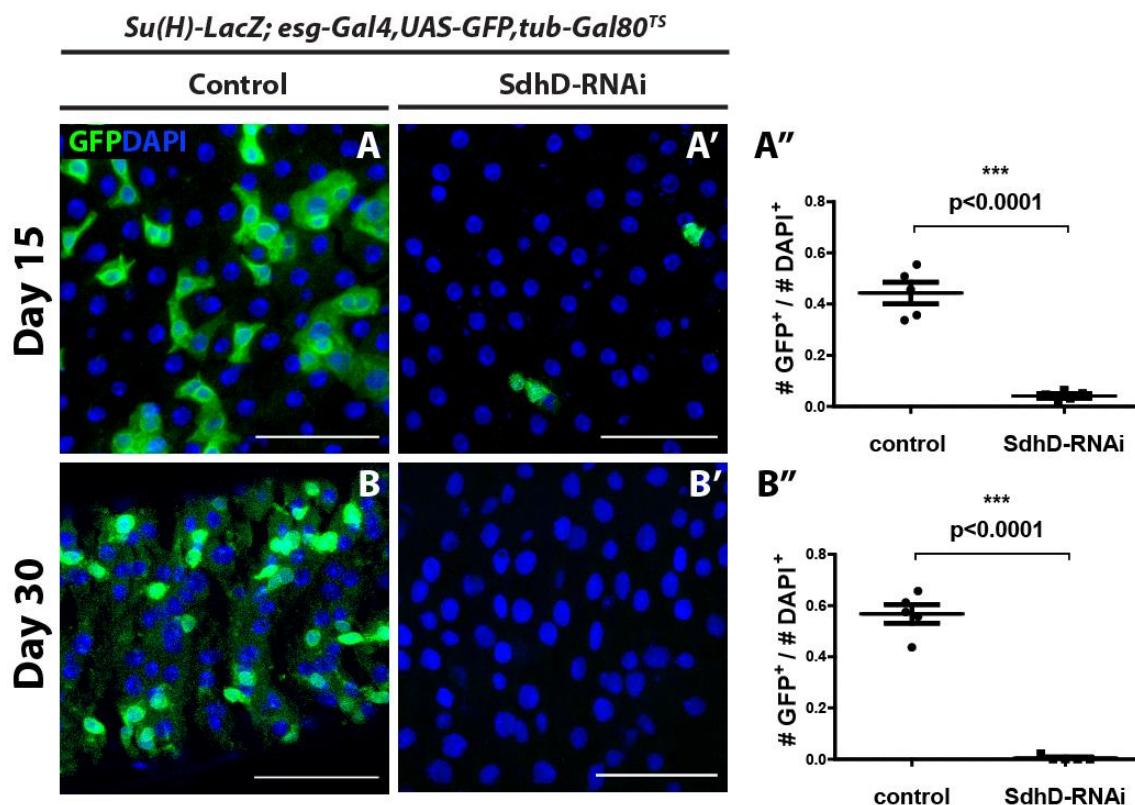 Su(H)-LacZ; esg-Gal4,UAS-GFP,tub-Gal80TS
Control
SdhD-RNAi
Day 15
GFPDAPI
A
A'
A"
***
p<0.0001
# GFP+ / # DAPI+
0.8
0.6
0.4
0.2
0.0
control
SdhD-RNAi
Day 30
B
B'
B"
***
p<0.0001
# GFP+ / # DAPI+
0.8
0.6
0.4
0.2
0.0
control
SdhD-RNAi